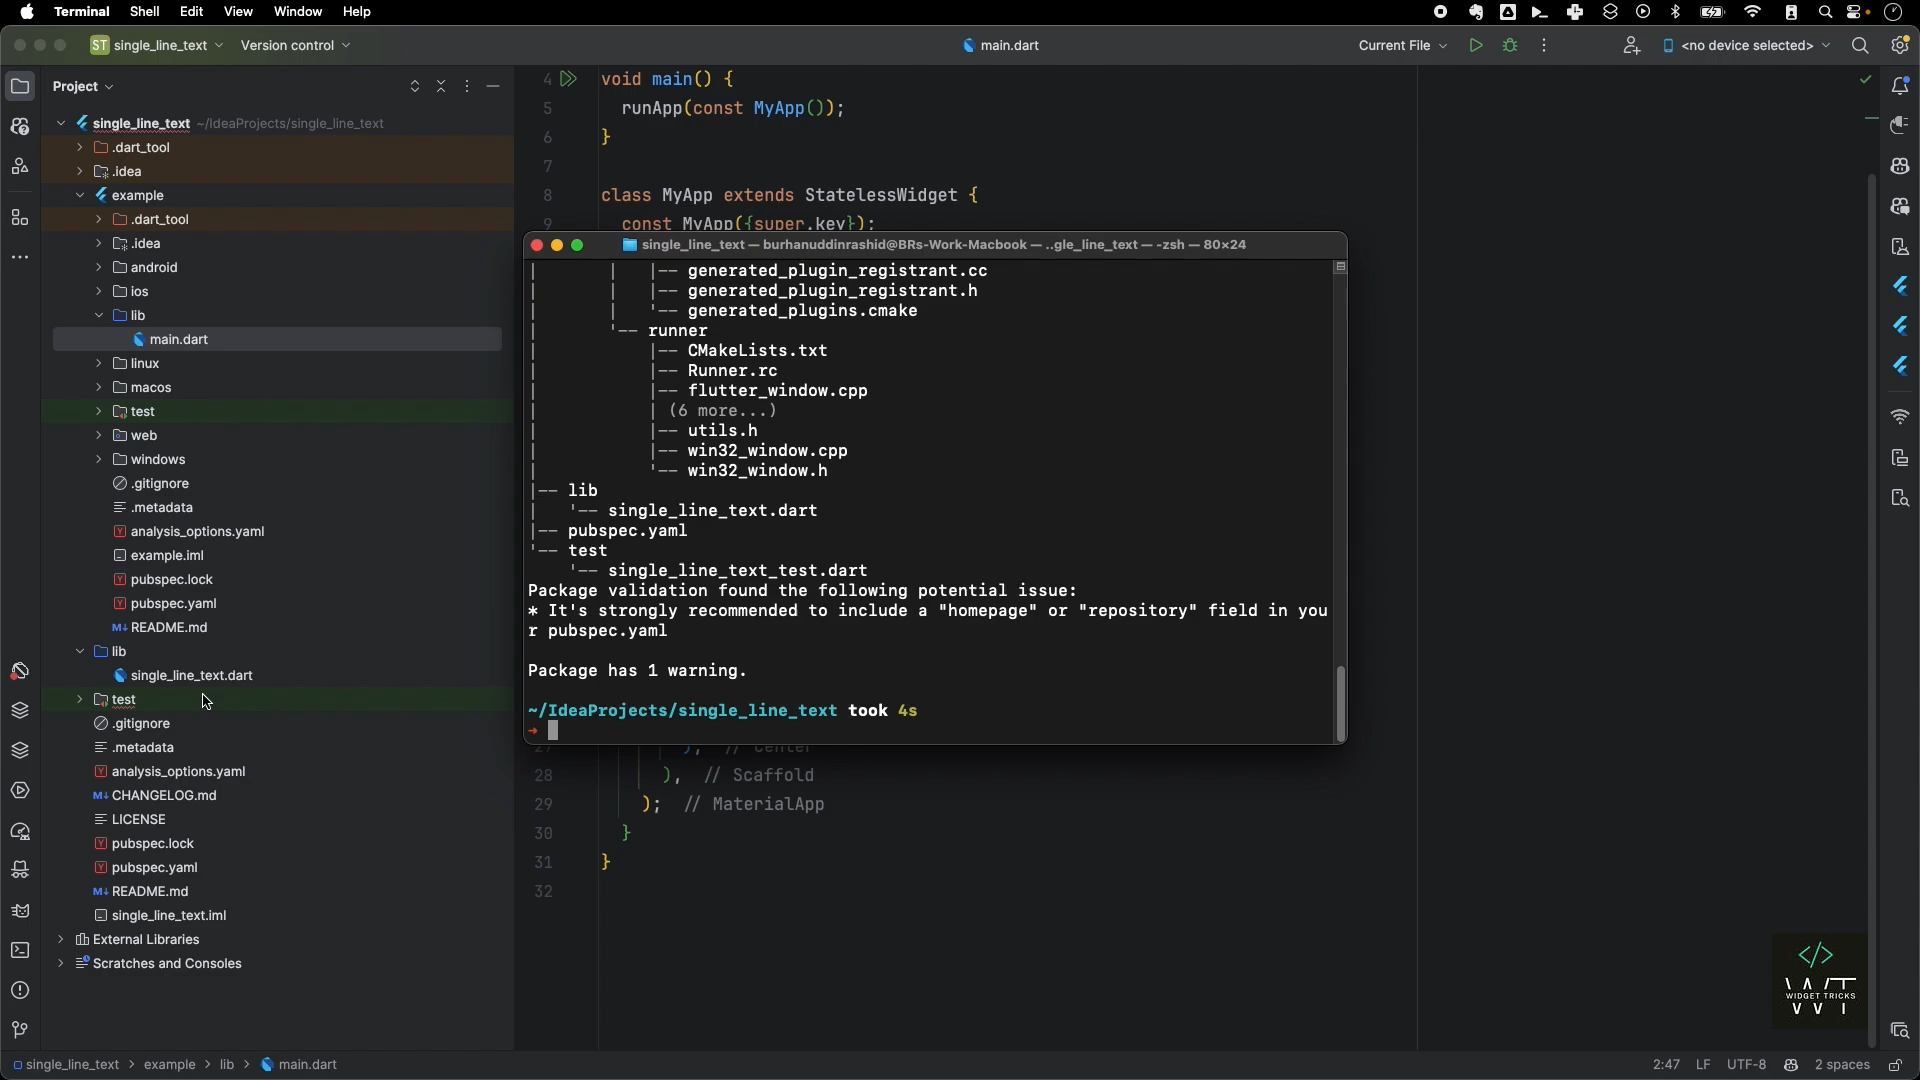 Terminal Shell Edit View Window Help
ST single_line_text Version control
main.dart
Current File
<no device selected>
Project
single_line_text ~/IdeaProjects/single_line_text
.dart_tool
.idea
example
.dart_tool
.idea
android
ios
lib
main.dart
linux
macos
test
web
windows
.gitignore
.metadata
analysis_options.yaml
example.iml
pubspec.lock
pubspec.yaml
M↓ README.md
lib
single_line_text.dart
test
.gitignore
.metadata
analysis_options.yaml
M↓ CHANGELOG.md
LICENSE
pubspec.lock
pubspec.yaml
M↓ README.md
single_line_text.iml
External Libraries
Scratches and Consoles
4 void main() {
5 runApp(const MyApp());
6 }
7
8 class MyApp extends StatelessWidget {
9 const MyApp({super.key});
single_line_text — burhanuddinrashid@BRs-Work-Macbook — ..gle_line_text — -zsh — 80×24
| | |-- generated_plugin_registrant.cc
| | |-- generated_plugin_registrant.h
| | '-- generated_plugins.cmake
| '-- runner
| |-- CMakeLists.txt
| |-- Runner.rc
| |-- flutter_window.cpp
| | (6 more...)
| |-- utils.h
| |-- win32_window.cpp
| '-- win32_window.h
|-- lib
| '-- single_line_text.dart
|-- pubspec.yaml
'-- test
'-- single_line_text_test.dart
Package validation found the following potential issue:
* It's strongly recommended to include a "homepage" or "repository" field in you
r pubspec.yaml
Package has 1 warning.
~/IdeaProjects/single_line_text took 4s
→
27 ), // Center
28 ), // Scaffold
29 ); // MaterialApp
30 }
31 }
32
</>
WIDGET TRICKS
WT
single_line_text > example > lib > main.dart
2:47 LF UTF-8 2 spaces